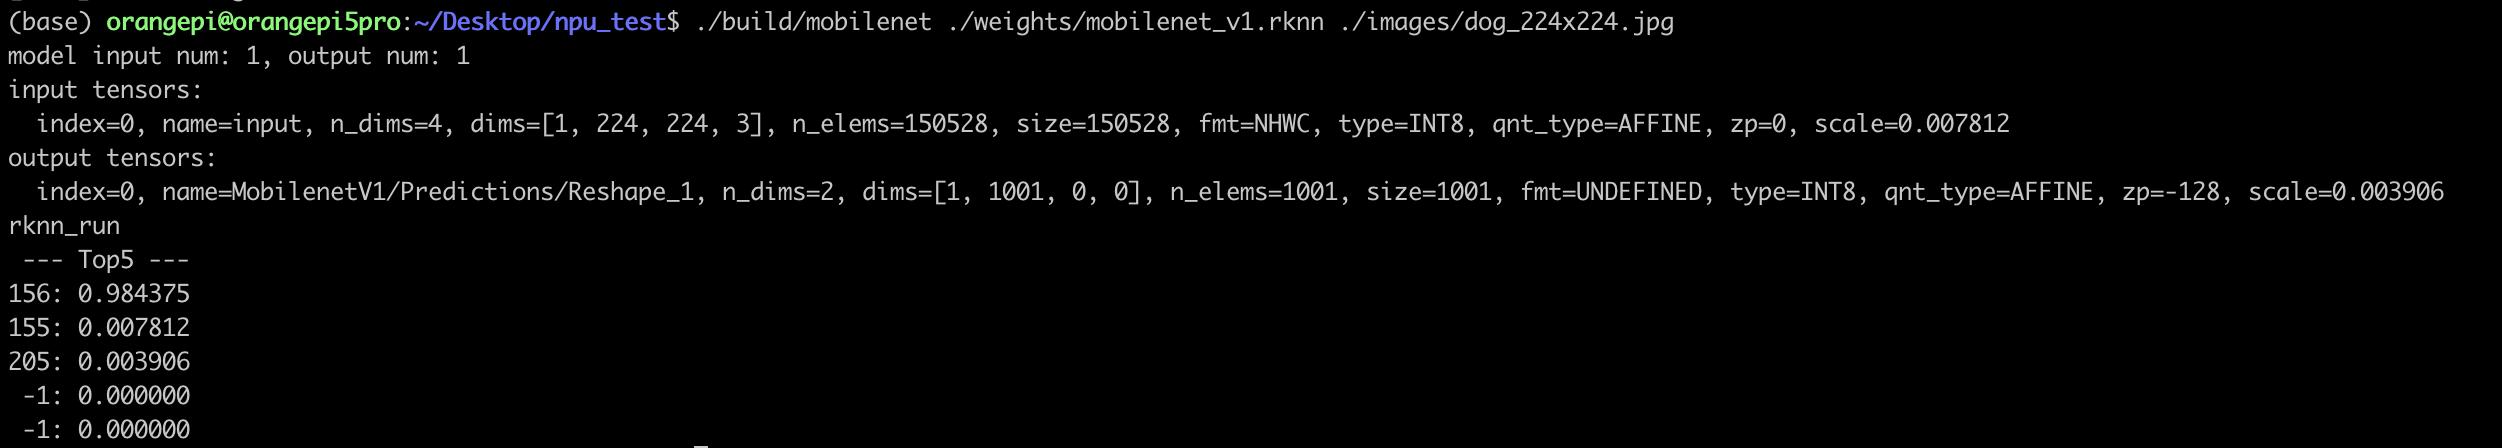 (base) orangepi@orangepi5pro:~/Desktop/npu_test$ ./build/mobilenet ./weights/mobilenet_v1.rknn ./images/dog_224x224.jpg
model input num: 1, output num: 1
input tensors:
  index=0, name=input, n_dims=4, dims=[1, 224, 224, 3], n_elems=150528, size=150528, fmt=NHWC, type=INT8, qnt_type=AFFINE, zp=0, scale=0.007812
output tensors:
  index=0, name=MobilenetV1/Predictions/Reshape_1, n_dims=2, dims=[1, 1001, 0, 0], n_elems=1001, size=1001, fmt=UNDEFINED, type=INT8, qnt_type=AFFINE, zp=-128, scale=0.003906
rknn_run
 --- Top5 ---
156: 0.984375
155: 0.007812
205: 0.003906
 -1: 0.000000
 -1: 0.000000